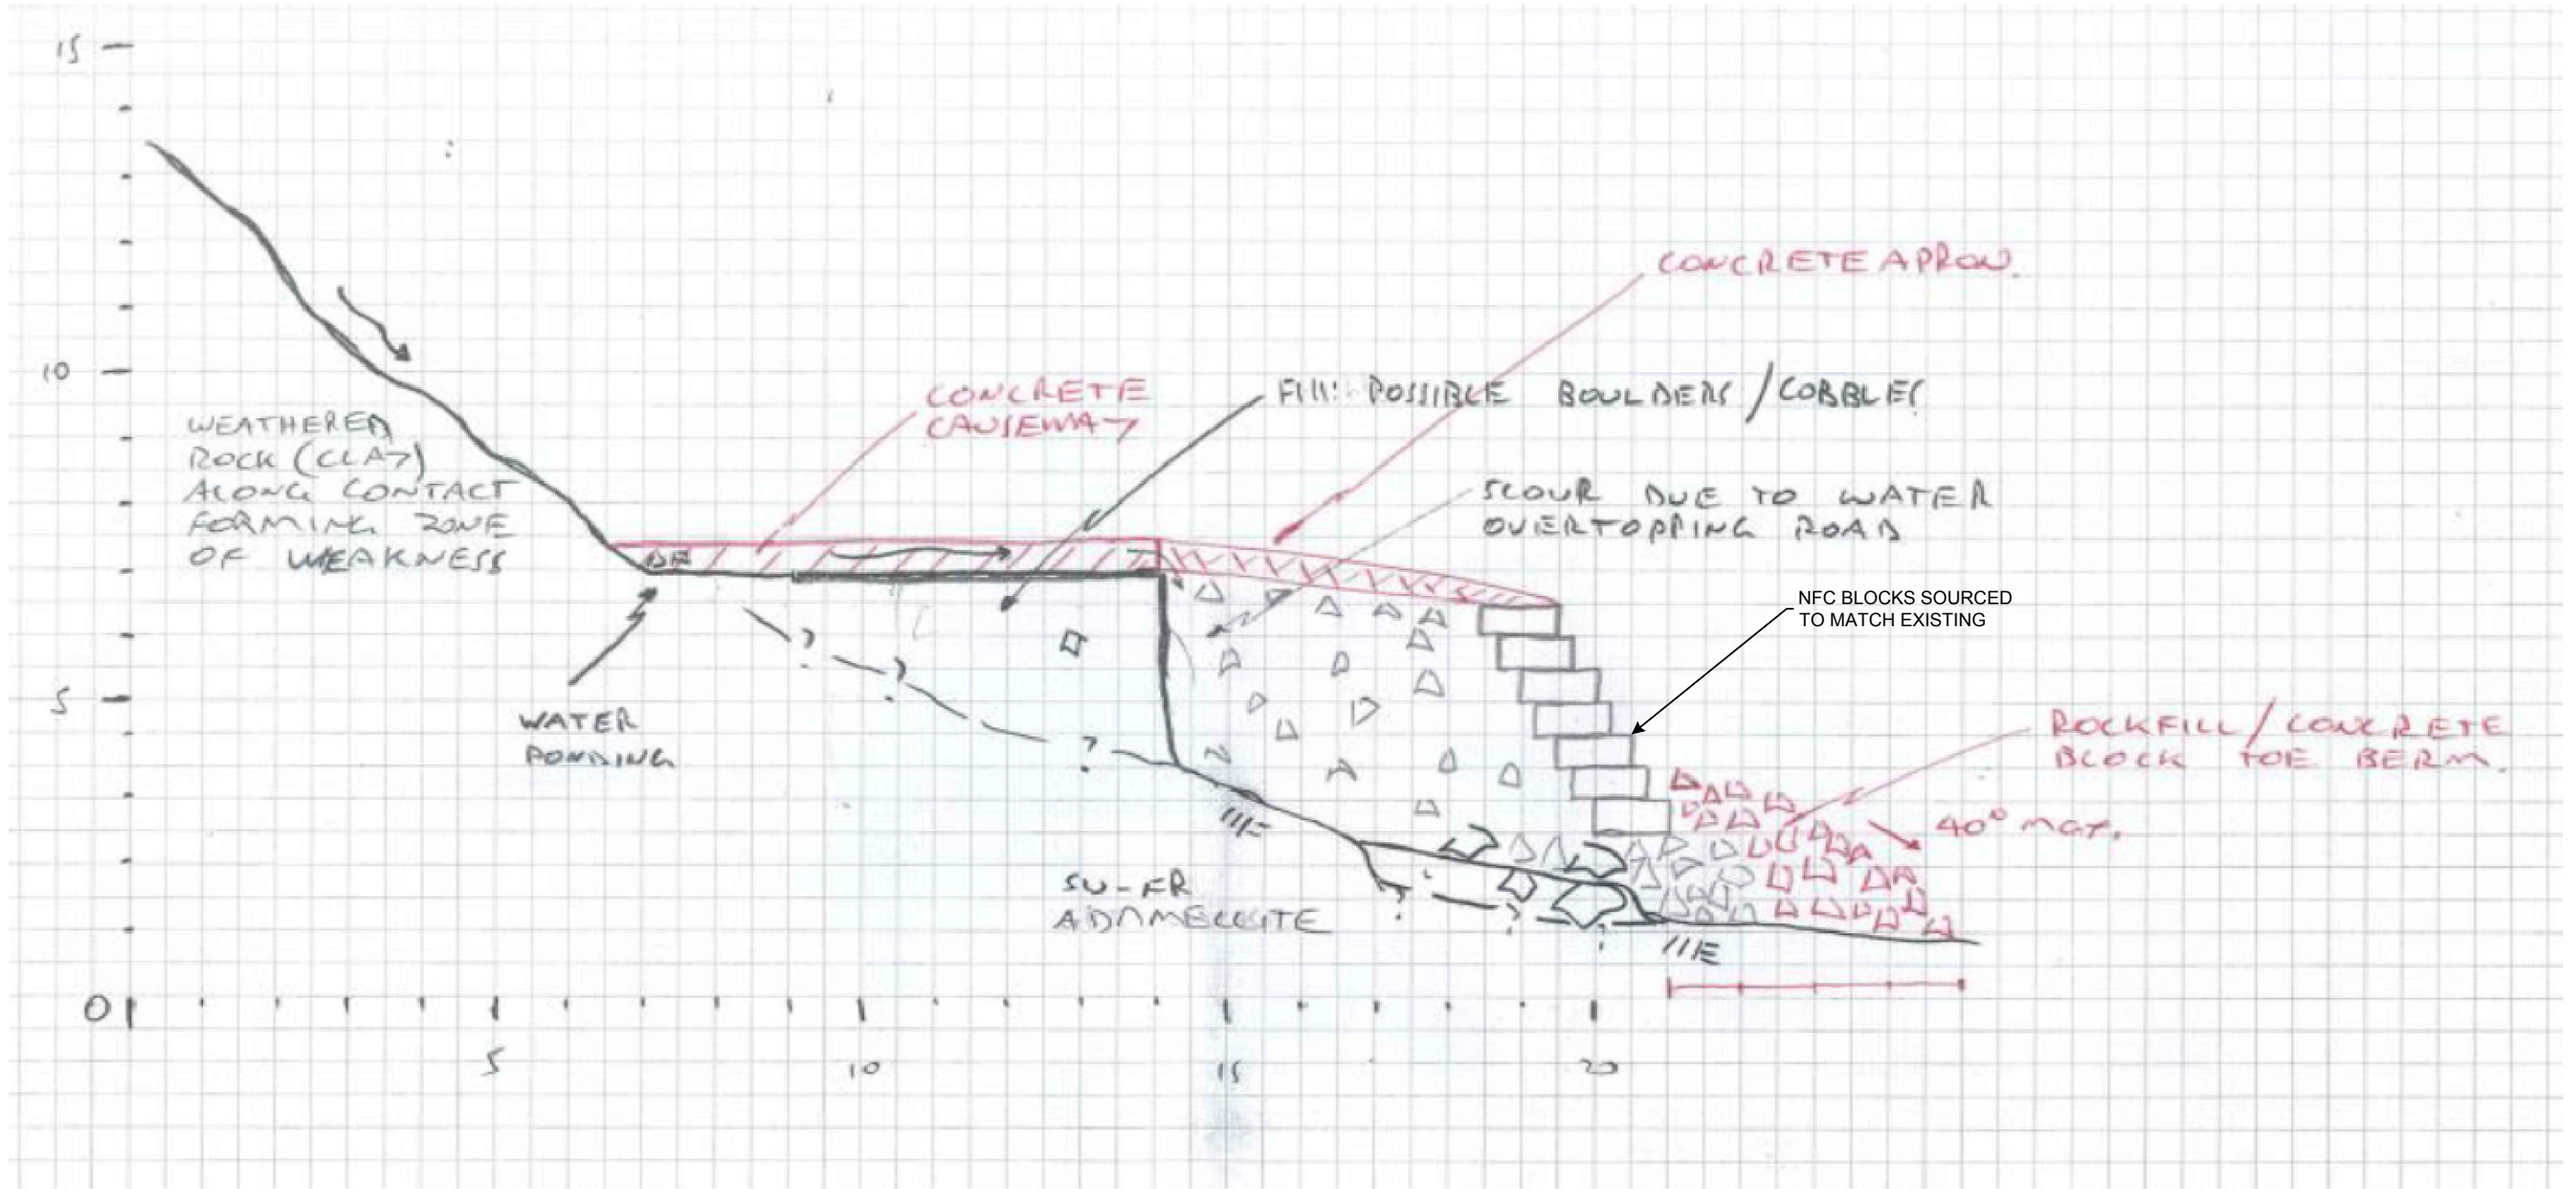 15
10
5
0
5
10
15
20
CONCRETE APRON.
CONCRETE
CAUSEWAY
FILL: POSSIBLE BOULDERS / COBBLES
WEATHERED
ROCK (CLAY)
ALONG CONTACT
FORMING ZONE
OF WEAKNESS
SCOUR DUE TO WATER
OVERTOPPING ROAD
NFC BLOCKS SOURCED
TO MATCH EXISTING
WATER
PONDING
ROCKFILL / CONCRETE
BLOCK TOE BERM.
40° MAX.
SW-FR
ADAMELLITE
?
?
?
?
?
?